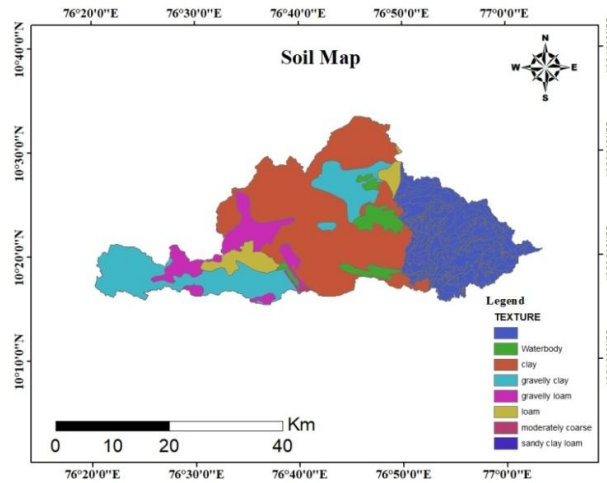 76°20'0"E 76°30'0"E 76°40'0"E 76°50'0"E 77°0'0"E
Soil Map
N
W E
S
10°40'0"N
10°30'0"N
10°20'0"N
10°10'0"N
Legend
TEXTURE
Waterbody
clay
gravelly clay
gravelly loam
loam
moderately coarse
sandy clay loam
Km
0 10 20 40
76°20'0"E 76°30'0"E 76°40'0"E 76°50'0"E 77°0'0"E